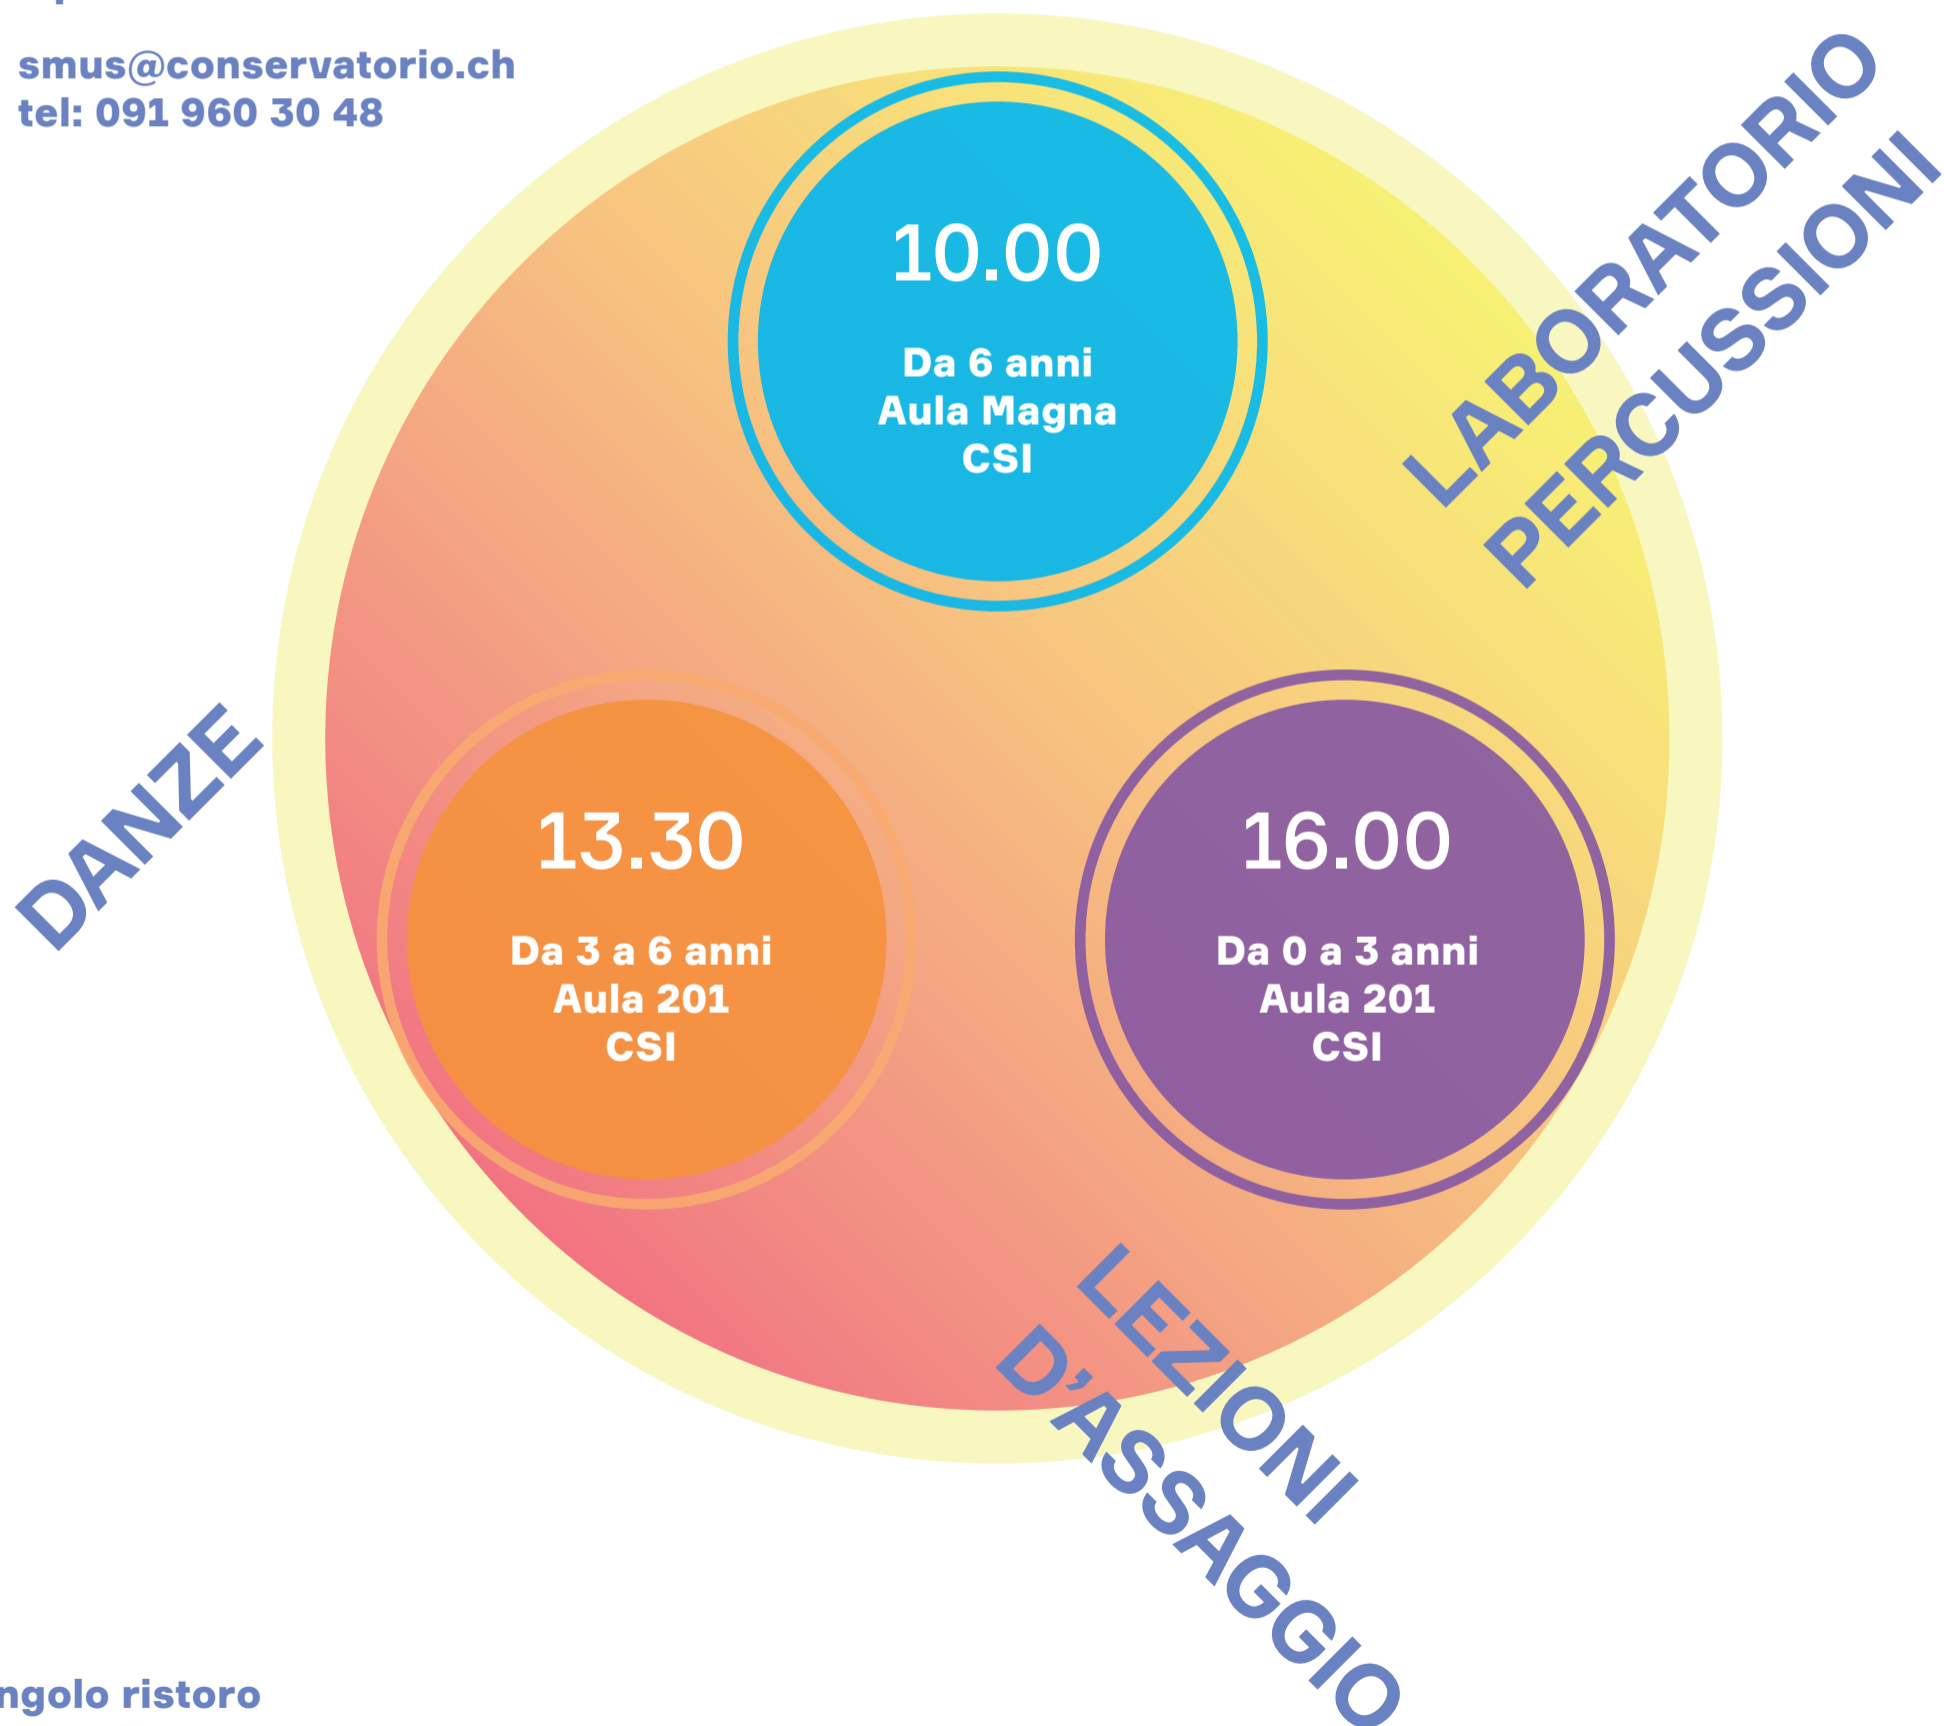 smus@conservatorio.ch
tel: 091 960 30 48
LABORATORIO
PERCUSSIONI
10.00
Da 6 anni
Aula Magna
CSI
DANZE
13.30
Da 3 a 6 anni
Aula 201
CSI
16.00
Da 0 a 3 anni
Aula 201
CSI
LEZIONI
D'ASSAGGIO
ngolo ristoro